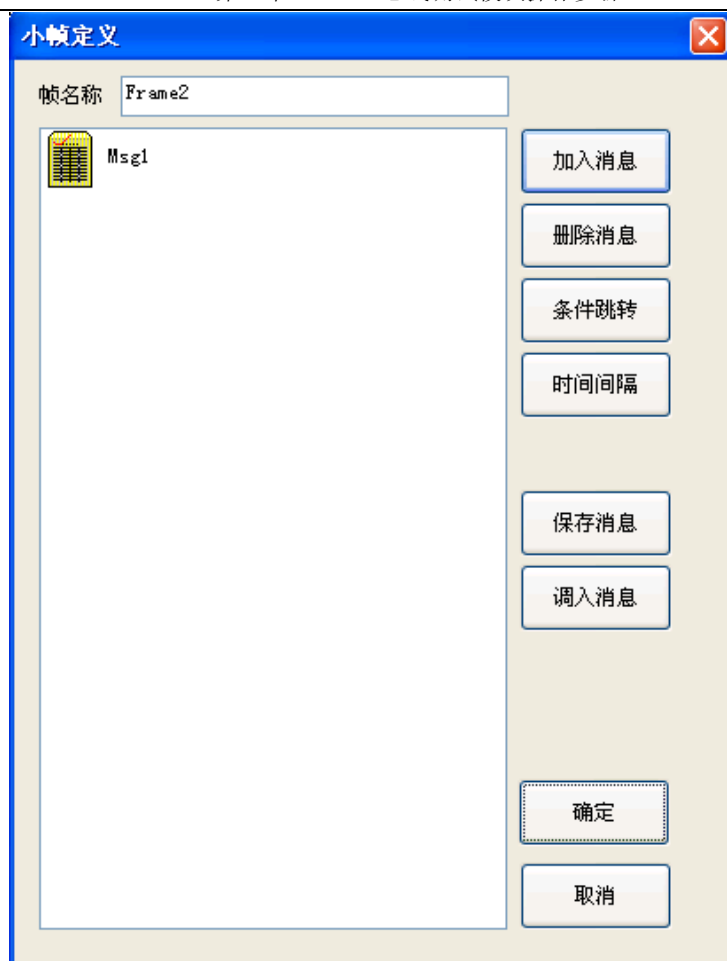 小帧定义
帧名称 Frame2
Msg1
加入消息
删除消息
条件跳转
时间间隔
保存消息
调入消息
确定
取消